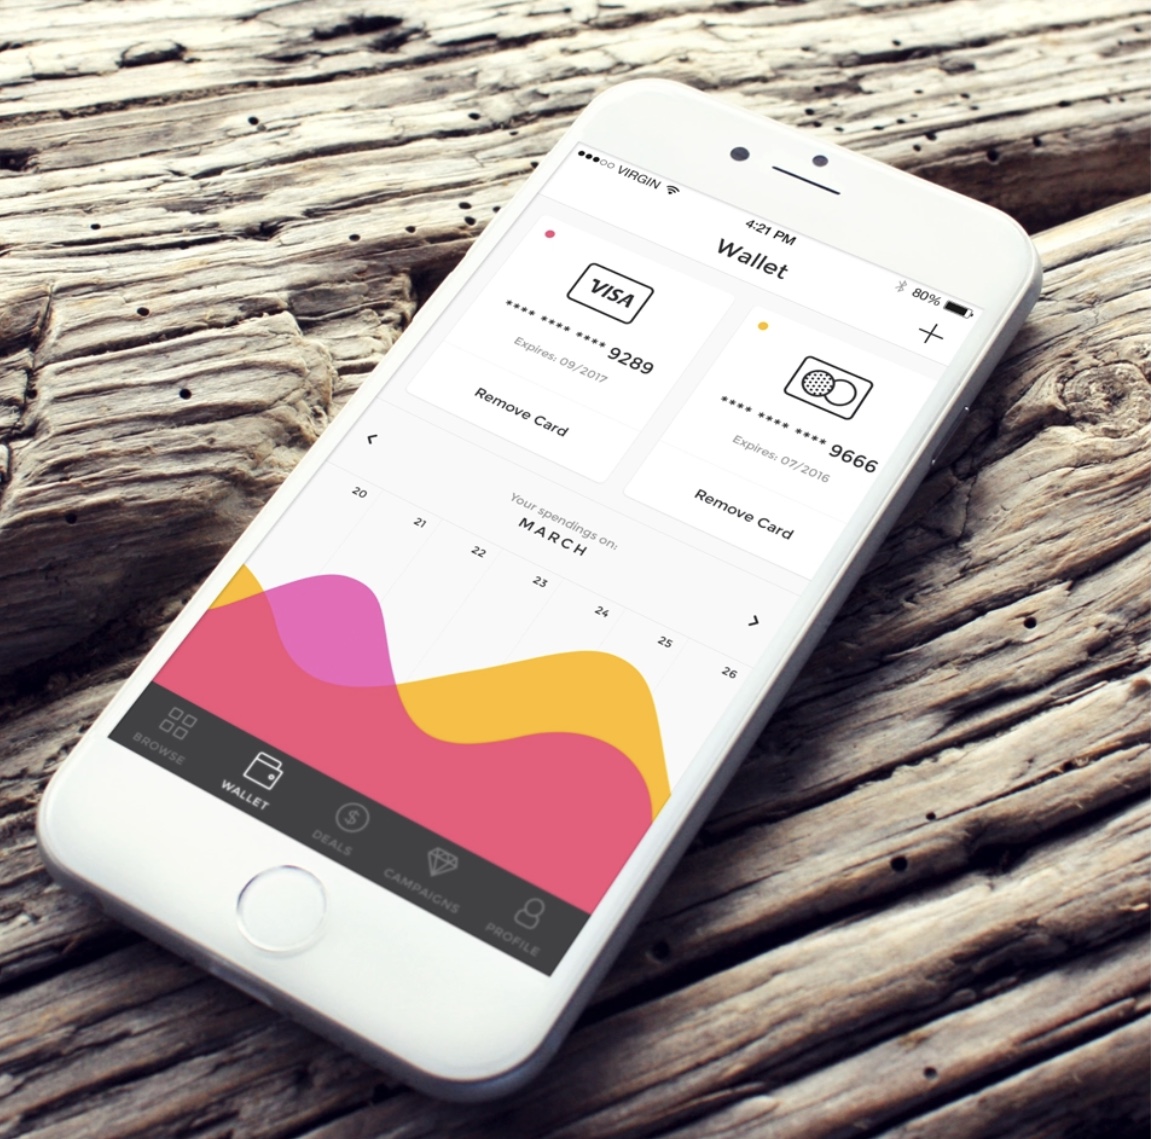 VIRGIN
4:21 PM
80%
Wallet
VISA
**** **** **** 9289
Expires: 09/2017
Remove Card
**** **** **** 9666
Expires: 07/2016
Remove Card
Your spendings on:
MARCH
20 21 22 23 24 25 26
BROWSE
WALLET
DEALS
CAMPAIGNS
PROFILE